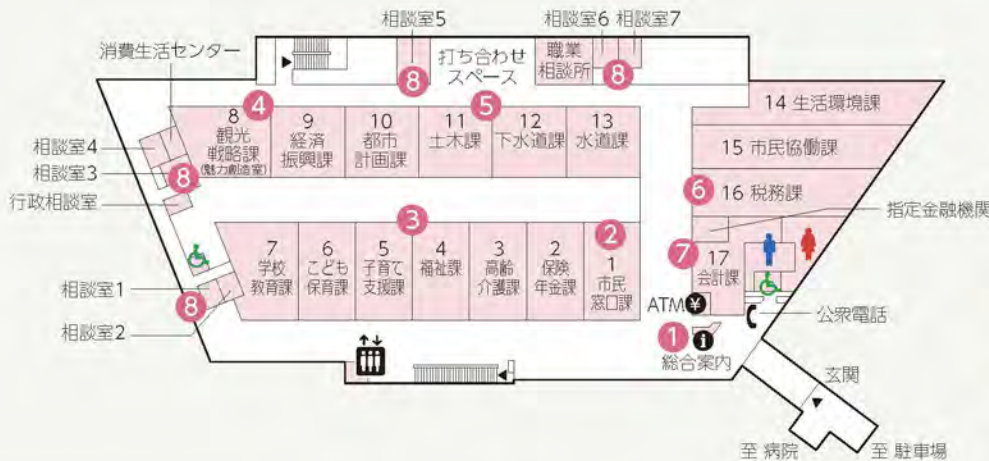 相談室5
相談室6
相談室7
消費生活センター
打ち合わせ
スペース
職業
相談所
8
8
4
5
8
観光
戦略課
(魅力創造室)
9
経済
振興課
10
都市
計画課
11
土木課
12
下水道課
13
水道課
14 生活環境課
15 市民協働課
6
16 税務課
指定金融機関
相談室4
相談室3
8
行政相談室
3
2
7
学校
教育課
6
こども
保育課
5
子育て
支援課
4
福祉課
3
高齢
介護課
2
保険
年金課
1
市民
窓口課
7
17
会計課
相談室1
8
相談室2
ATM
¥
公衆電話
1
i
総合案内
玄関
至 病院
至 駐車場